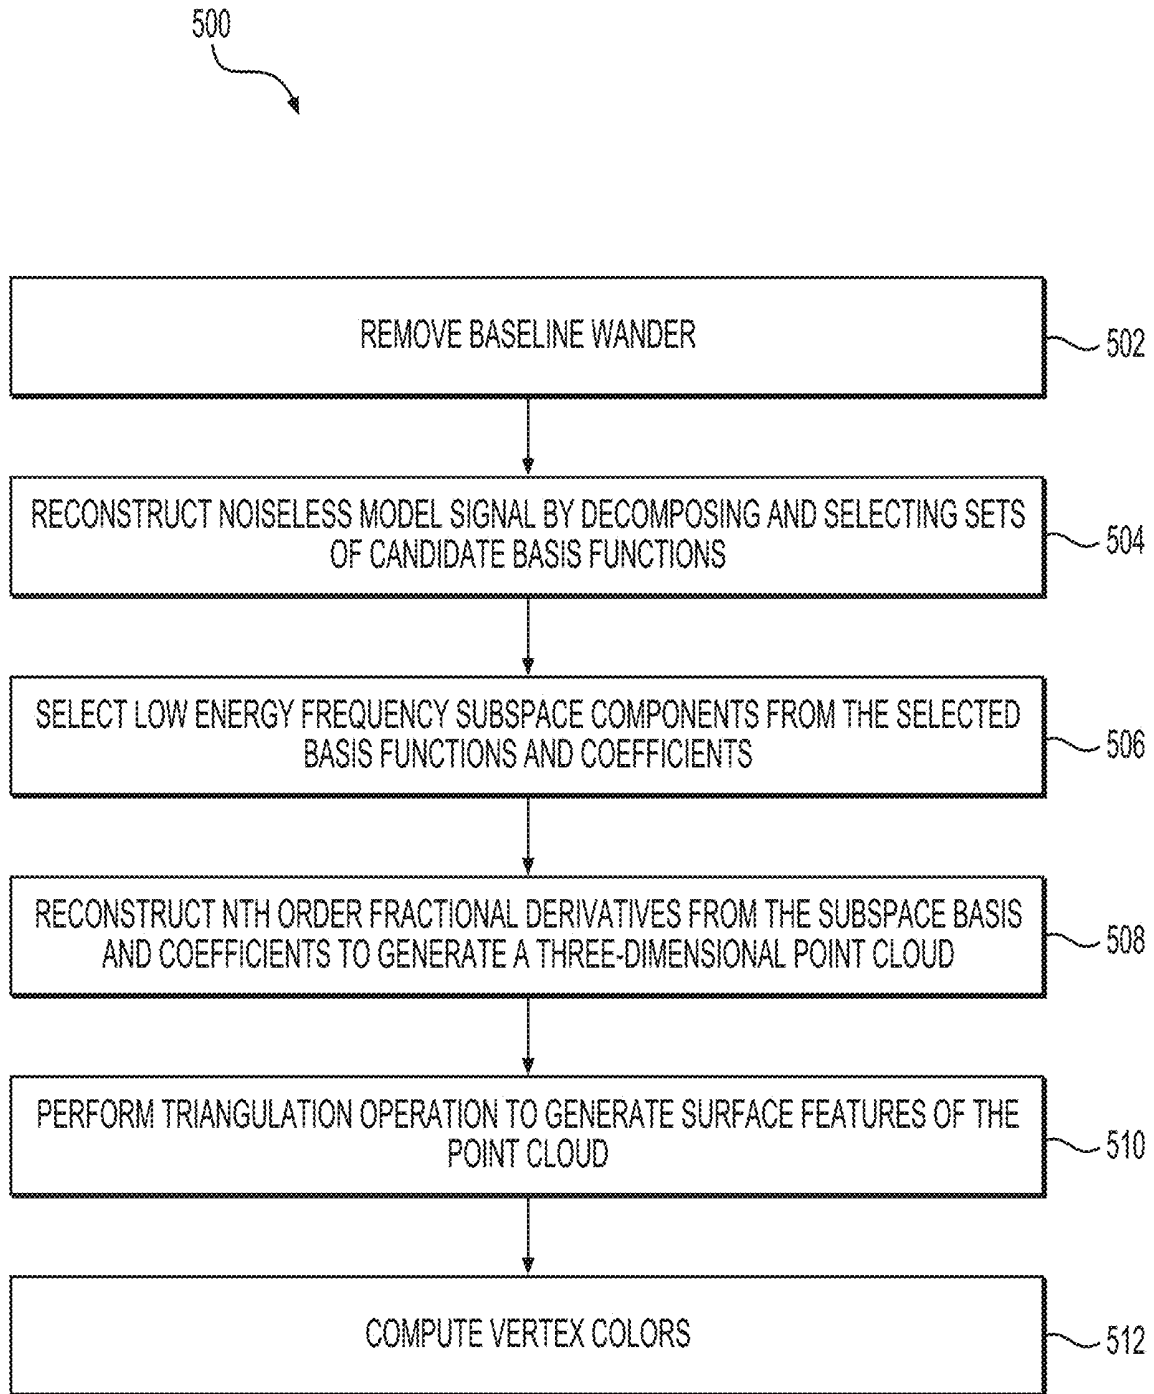 500
REMOVE BASELINE WANDER
502
RECONSTRUCT NOISELESS MODEL SIGNAL BY DECOMPOSING AND SELECTING SETS
OF CANDIDATE BASIS FUNCTIONS
504
SELECT LOW ENERGY FREQUENCY SUBSPACE COMPONENTS FROM THE SELECTED
BASIS FUNCTIONS AND COEFFICIENTS
506
RECONSTRUCT NTH ORDER FRACTIONAL DERIVATIVES FROM THE SUBSPACE BASIS
AND COEFFICIENTS TO GENERATE A THREE-DIMENSIONAL POINT CLOUD
508
PERFORM TRIANGULATION OPERATION TO GENERATE SURFACE FEATURES OF THE
POINT CLOUD
510
COMPUTE VERTEX COLORS
512